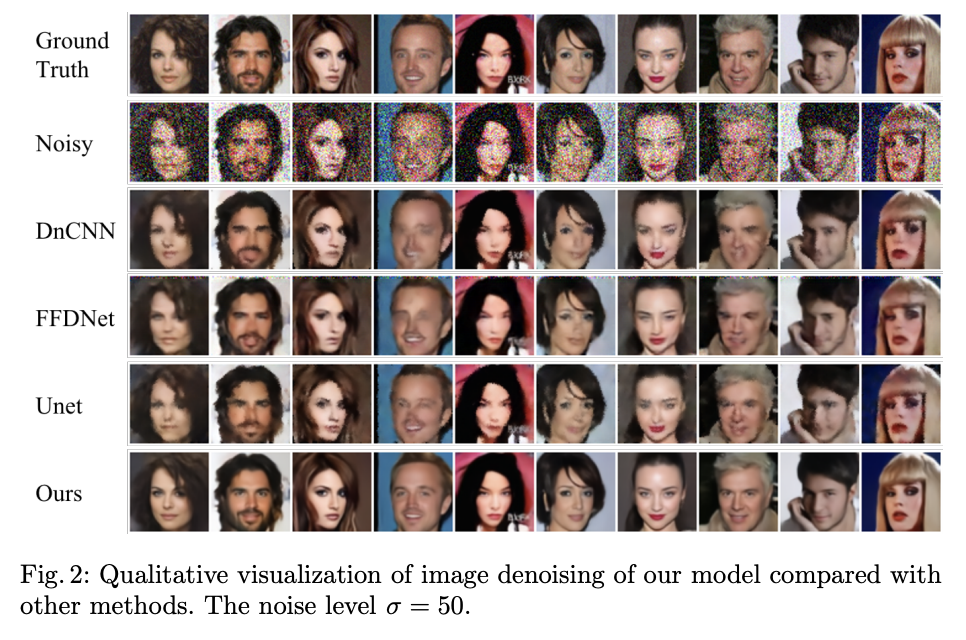 Ground
Truth
BJORK
Noisy
DnCNN
FFDNet
Unet
Ours
Fig. 2: Qualitative visualization of image denoising of our model compared with
other methods. The noise level σ = 50.